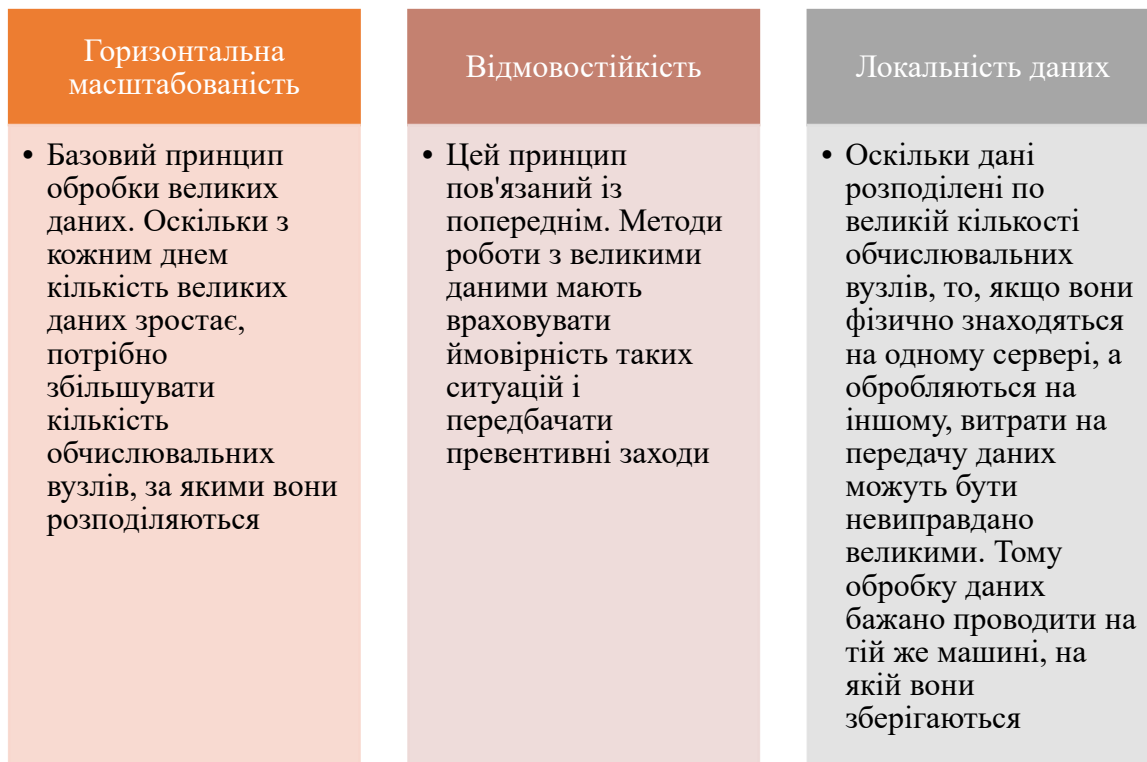 Горизонтальна
масштабованість
• Базовий принцип
обробки великих
даних. Оскільки з
кожним днем
кількість великих
даних зростає,
потрібно
збільшувати
кількість
обчислювальних
вузлів, за якими вони
розподіляються
Відмовостійкість
• Цей принцип
пов'язаний із
попереднім. Методи
роботи з великими
даними мають
враховувати
ймовірність таких
ситуацій і
передбачати
превентивні заходи
Локальність даних
• Оскільки дані
розподілені по
великій кількості
обчислювальних
вузлів, то, якщо вони
фізично знаходяться
на одному сервері, а
обробляються на
іншому, витрати на
передачу даних
можуть бути
невиправдано
великими. Тому
обробку даних
бажано проводити на
тій же машині, на
якій вони
зберігаються